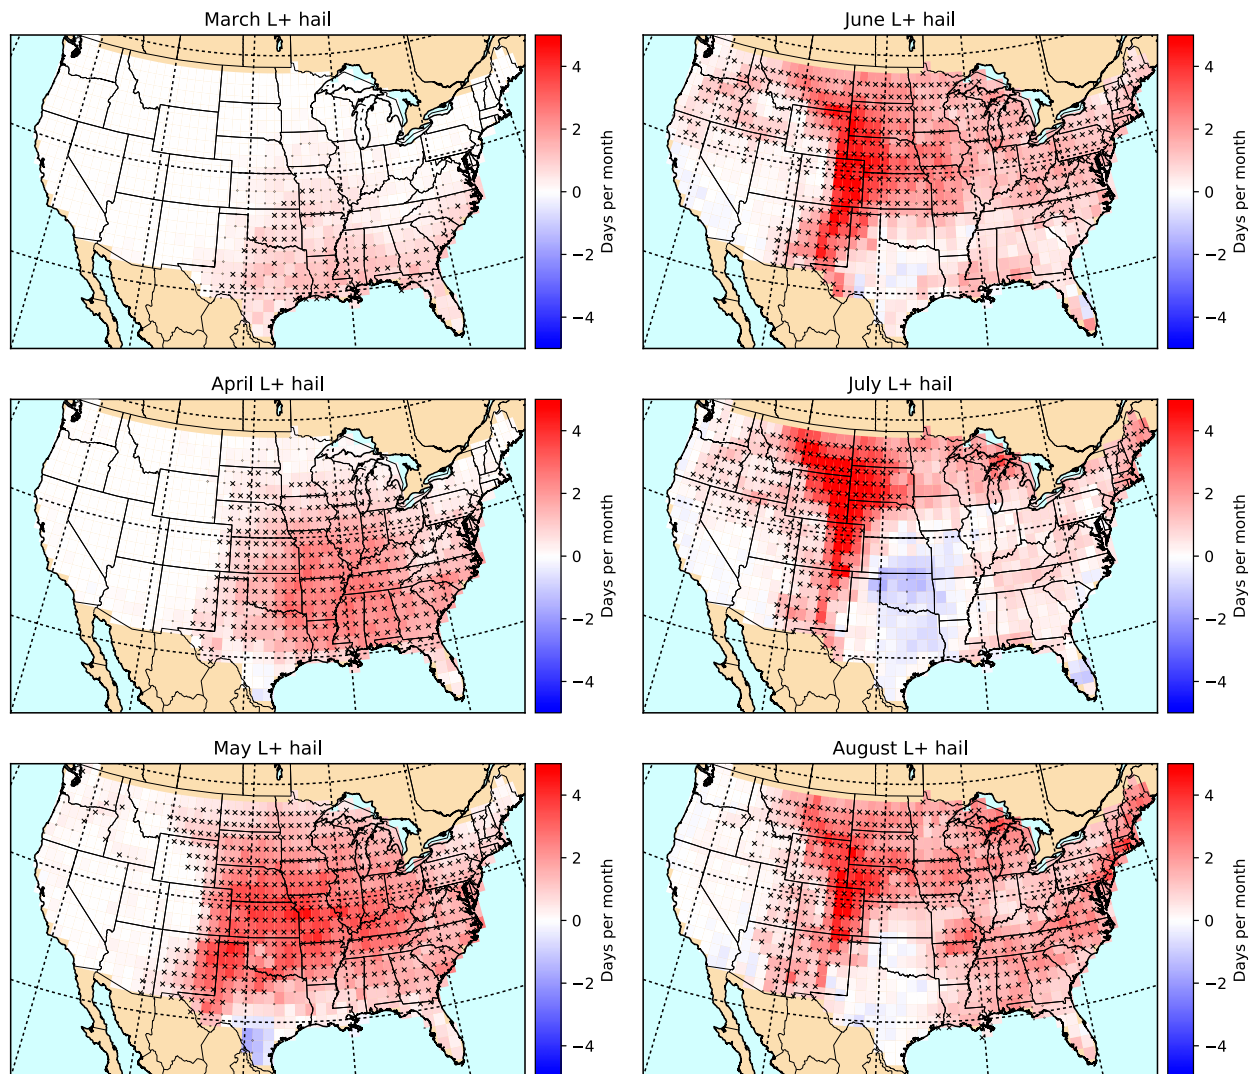 March L+ hail
4
2
0
−2
−4
Days per month
June L+ hail
4
2
0
−2
−4
Days per month
April L+ hail
4
2
0
−2
−4
Days per month
July L+ hail
4
2
0
−2
−4
Days per month
May L+ hail
4
2
0
−2
−4
Days per month
August L+ hail
4
2
0
−2
−4
Days per month